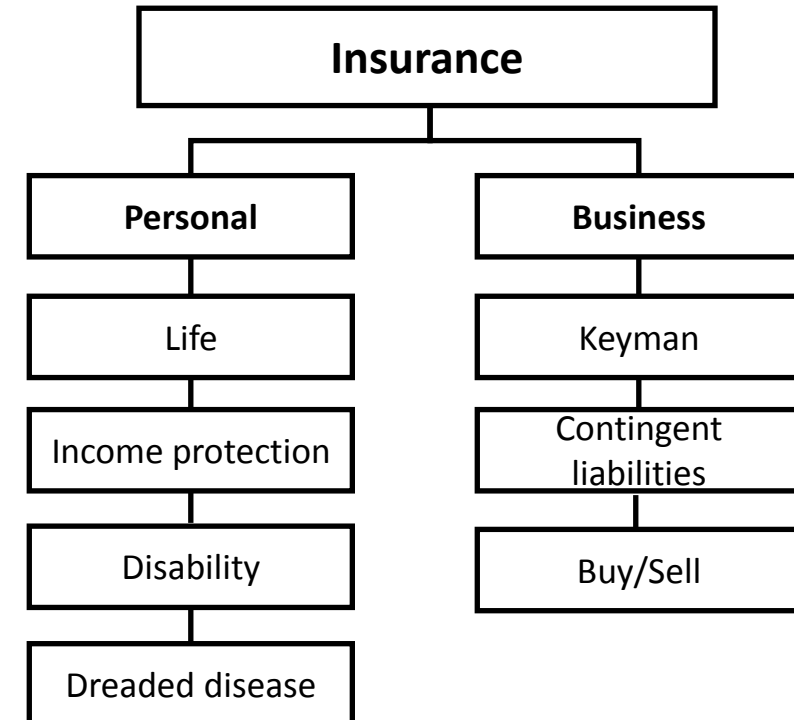 Insurance
Personal
Business
Life
Keyman
Income protection
Contingent
liabilities
Disability
Buy/Sell
Dreaded disease